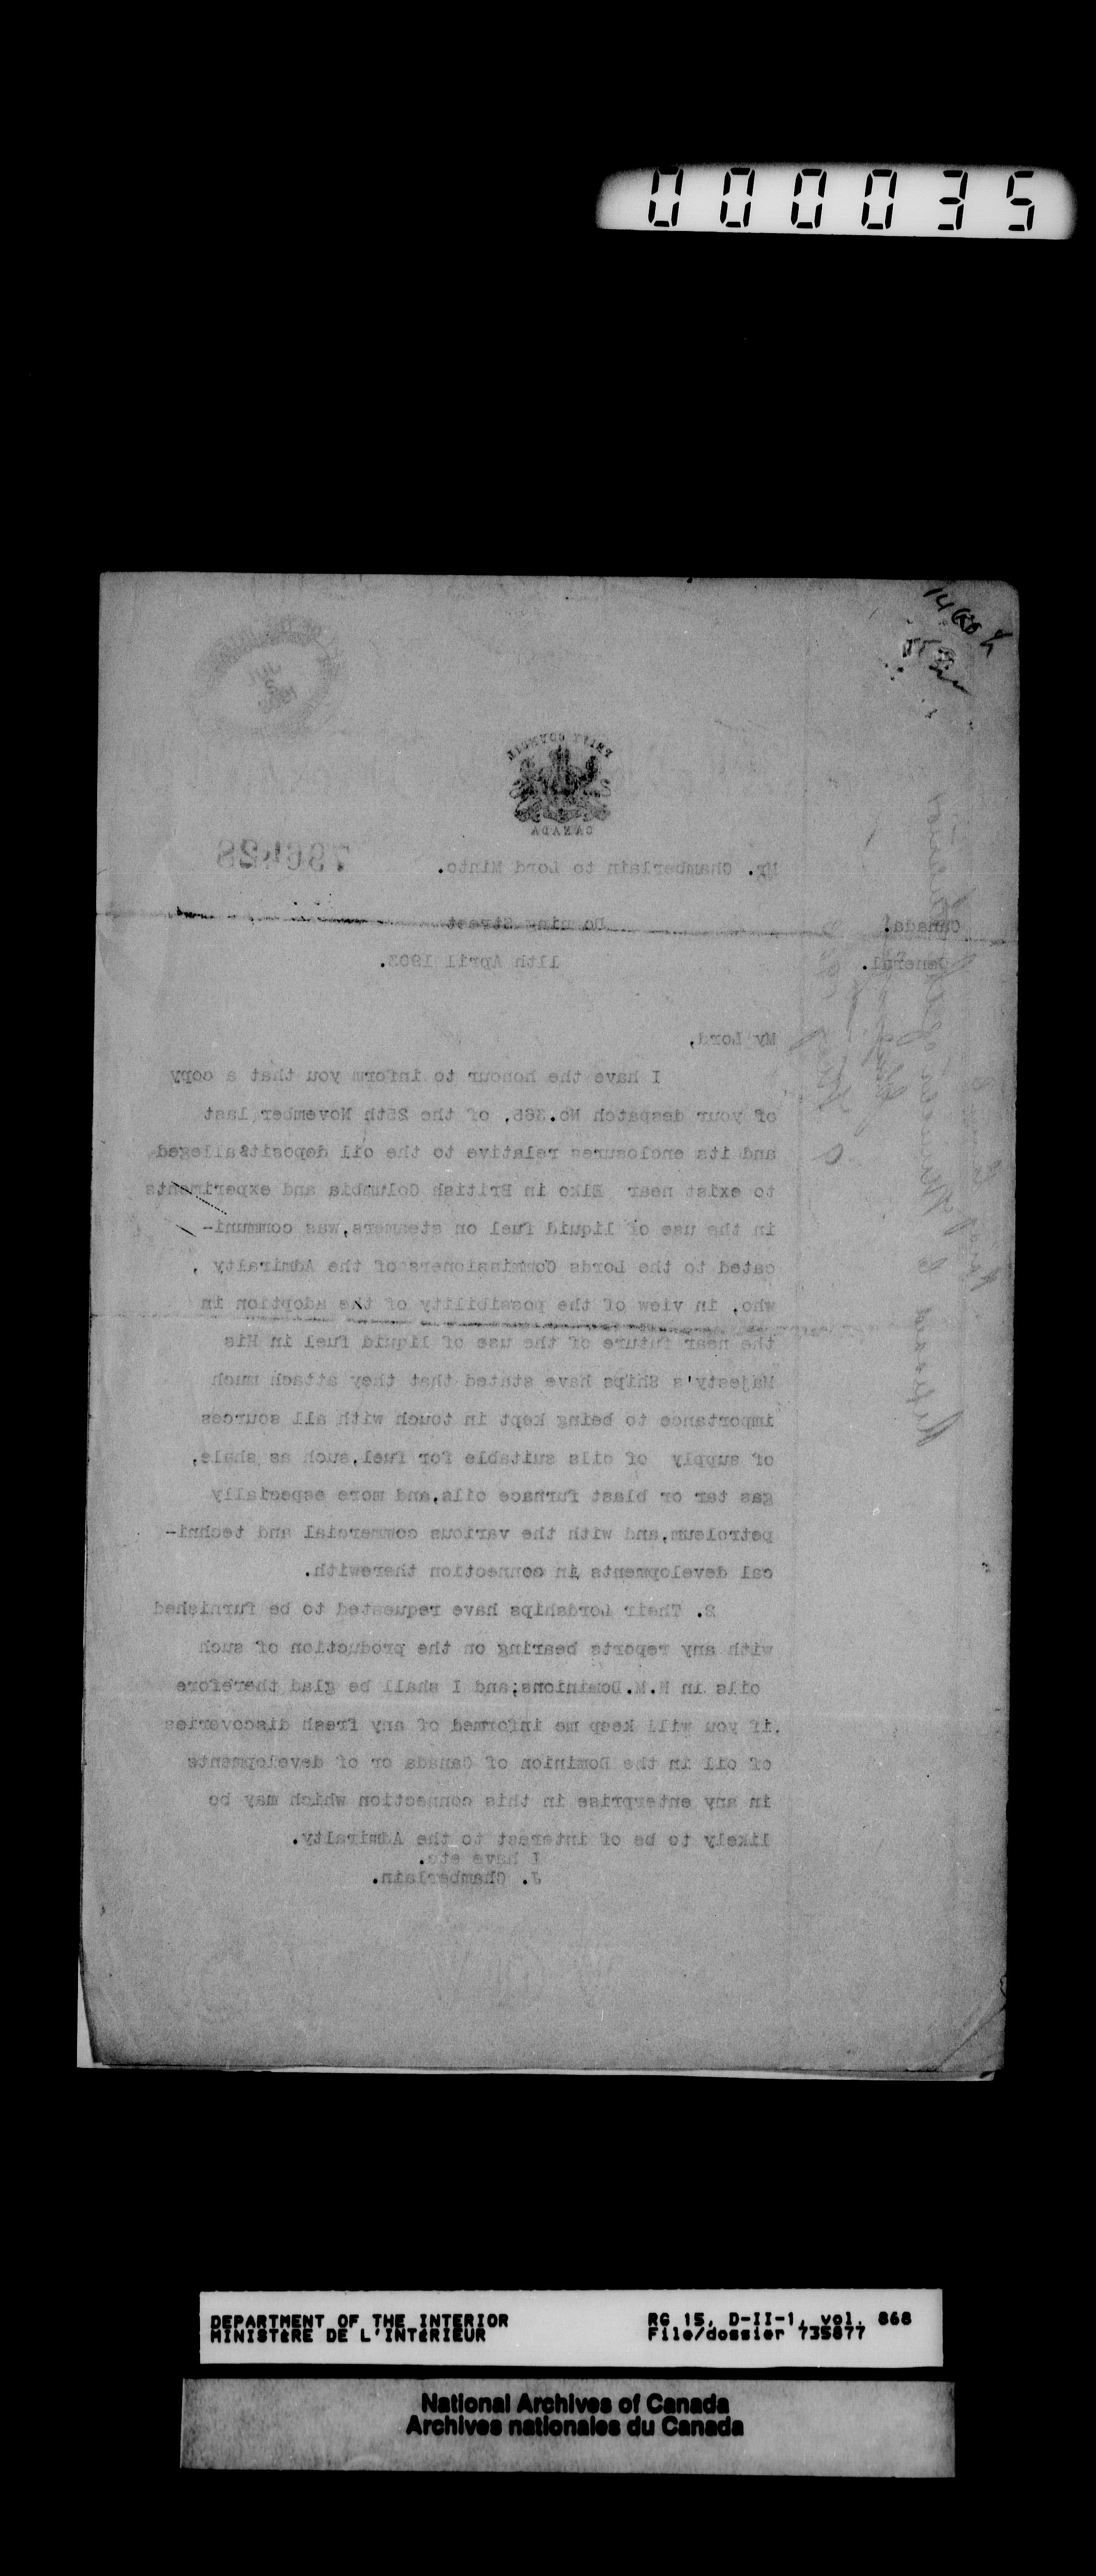 000035
PRIVY COUNCIL
CANADA
Mr. Chamberlain to Lord Minto.
Canada.
Downing Street
General.
11th April 1903.
My Lord,
I have the honour to inform you that a copy
of your despatch No.365, of the 25th November last
and its enclosures relative to the oil deposits alleged
to exist near Elko in British Columbia and experiments
in the use of liquid fuel on steamers, was communi-
cated to the Lords Commissioners of the Admiralty ,
who, in view of the possibility of the adoption in
the near future of the use of liquid fuel in His
Majesty's Ships have stated that they attach much
importance to being kept in touch with all sources
of supply of oils suitable for fuel, such as shale,
gas tar or blast furnace oils, and more especially
petroleum, and with the various commercial and techni-
cal developments in connection therewith.
2. Their Lordships have requested to be furnished
with any reports bearing on the production of such
oils in H.M.Dominions; and I shall be glad therefore
if you will keep me informed of any fresh discoveries
of oil in the Dominion of Canada or of developments
in any enterprise in this connection which may be
likely to be of interest to the Admiralty.
I have etc.
J. Chamberlain.
DEPARTMENT OF THE INTERIOR
MINISTÈRE DE L'INTÉRIEUR
RG 15, D-II-1, vol. 868
File/dossier 735877
National Archives of Canada
Archives nationales du Canada